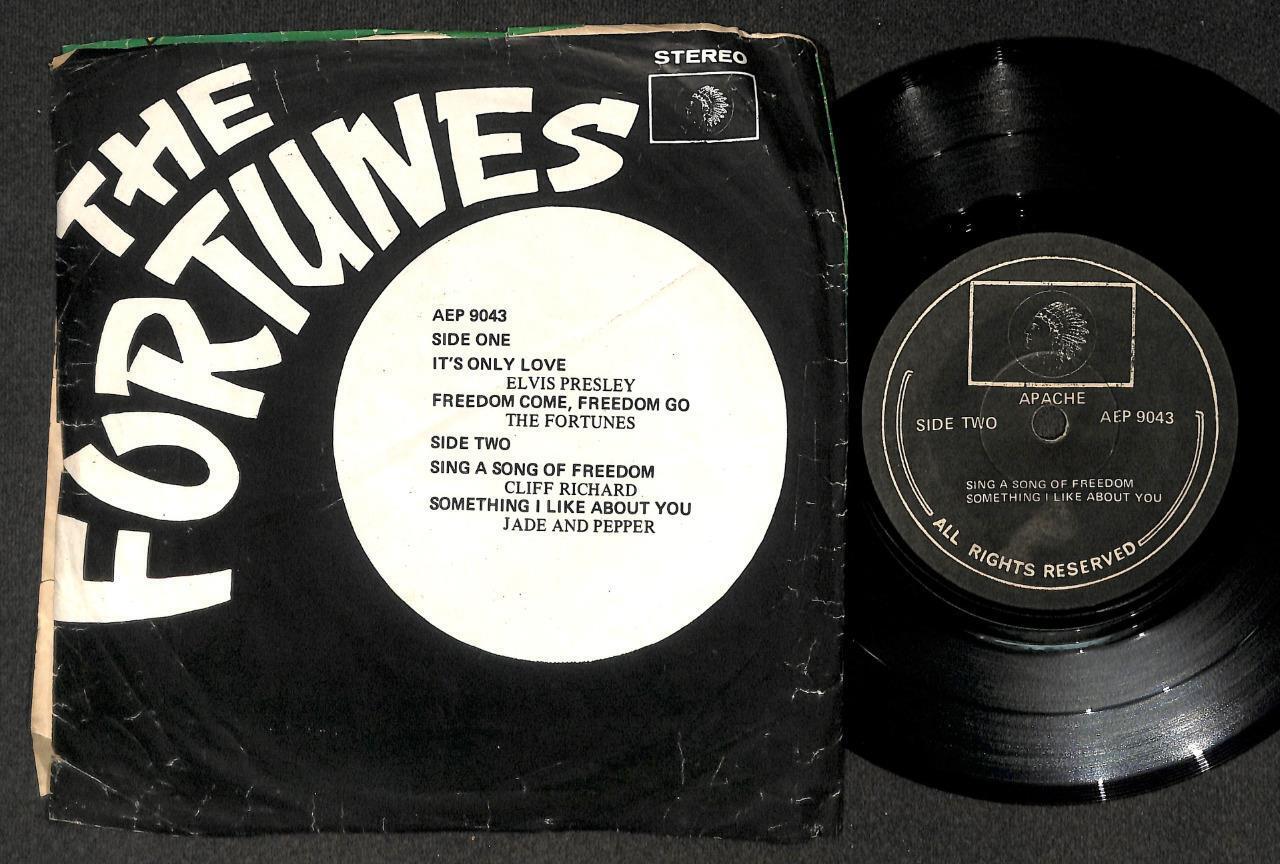 THE
FORTUNES
STEREO
AEP 9043
SIDE ONE
IT'S ONLY LOVE
ELVIS PRESLEY
FREEDOM COME, FREEDOM GO
THE FORTUNES
SIDE TWO
SING A SONG OF FREEDOM
CLIFF RICHARD
SOMETHING I LIKE ABOUT YOU
JADE AND PEPPER
APACHE
SIDE TWO
AEP 9043
SING A SONG OF FREEDOM
SOMETHING I LIKE ABOUT YOU
ALL RIGHTS RESERVED